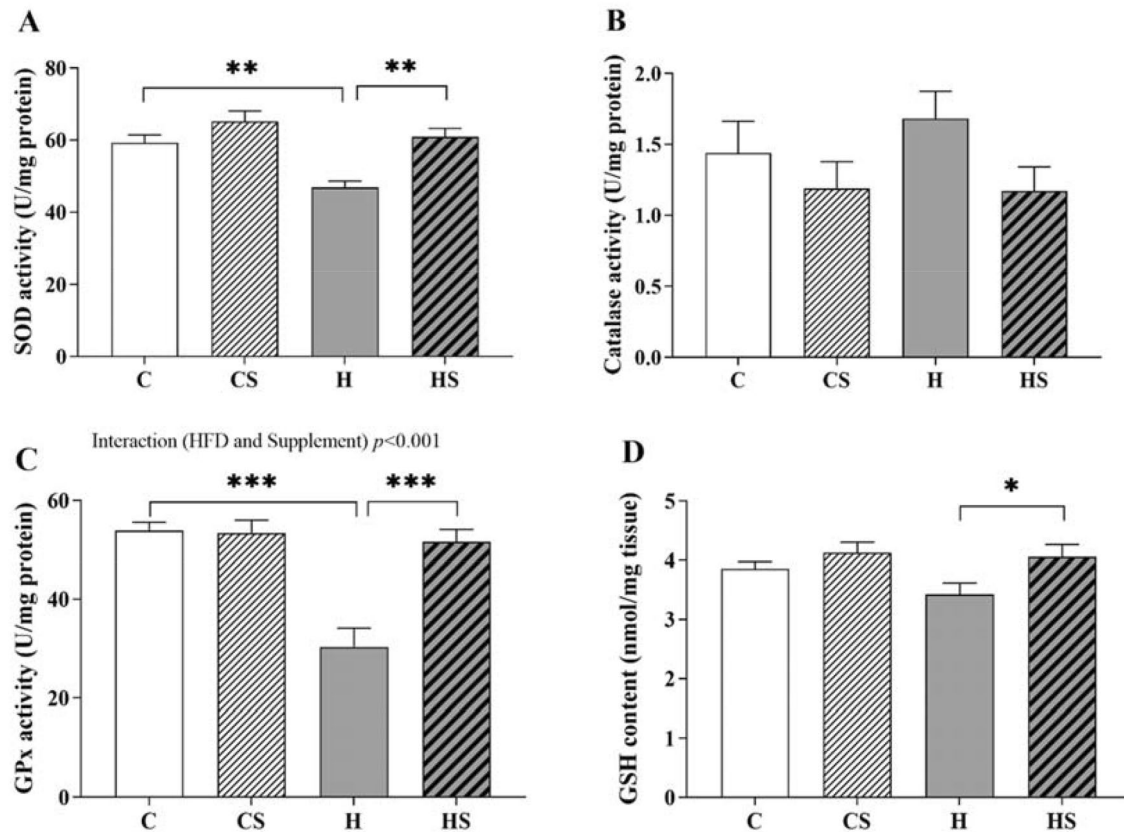 A
SOD activity (U/mg protein)
80
60
40
20
0
** **
C CS H HS
B
Catalase activity (U/mg protein)
2.0
1.5
1.0
0.5
0.0
C CS H HS
Interaction (HFD and Supplement) p<0.001
C
GPx activity (U/mg protein)
60
40
20
0
*** ***
C CS H HS
D
GSH content (nmol/mg tissue)
5
4
3
2
1
0
*
C CS H HS